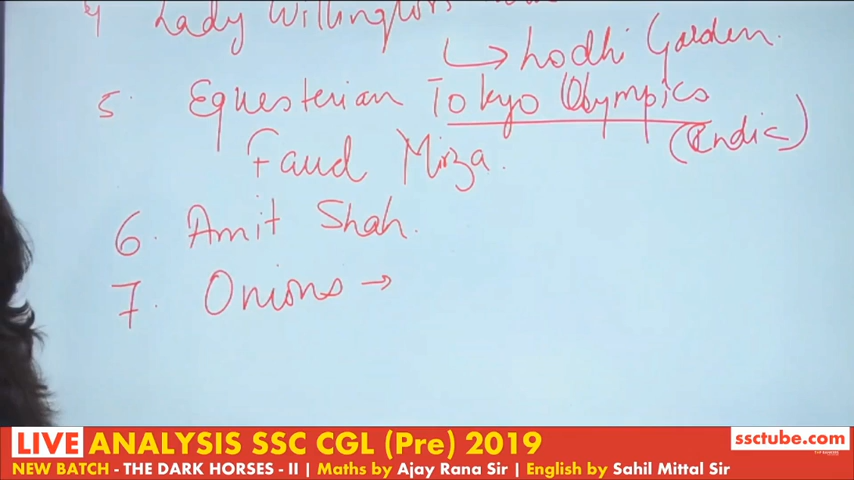 4 Lady Willington's
↳ Lodhi Garden.
5. Equesterian Tokyo Olympics
(India)
Faud Mirza.
6. Amit Shah.
7. Onions →
LIVE ANALYSIS SSC CGL (Pre) 2019
ssctube.com
NEW BATCH - THE DARK HORSES - II | Maths by Ajay Rana Sir | English by Sahil Mittal Sir